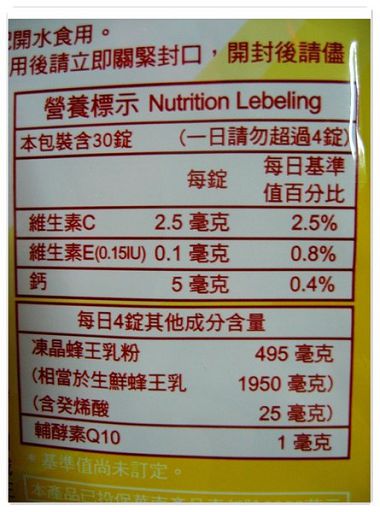 開水食用。
用後請立即關緊封口，開封後請儘
營養標示 Nutrition Lebeling
本包裝含30錠 （一日請勿超過4錠）
每錠 每日基準值百分比
維生素C 2.5 毫克 2.5%
維生素E(0.15IU) 0.1 毫克 0.8%
鈣 5 毫克 0.4%
每日4錠其他成分含量
凍晶蜂王乳粉 495 毫克
(相當於生鮮蜂王乳 1950 毫克)
(含癸烯酸 25 毫克)
輔酵素Q10 1 毫克
* 基準值尚未訂定。
本產品已投保